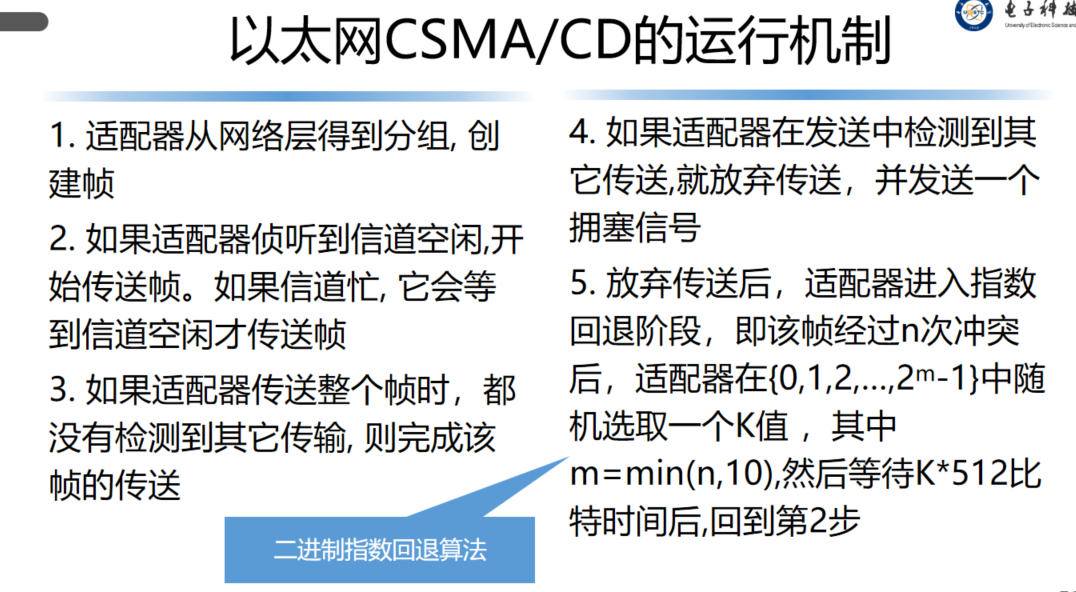 以太网CSMA/CD的运行机制
1. 适配器从网络层得到分组, 创
建帧
2. 如果适配器侦听到信道空闲,开
始传送帧。如果信道忙, 它会等
到信道空闲才传送帧
3. 如果适配器传送整个帧时，都
没有检测到其它传输, 则完成该
帧的传送
二进制指数回退算法
4. 如果适配器在发送中检测到其
它传送,就放弃传送，并发送一个
拥塞信号
5. 放弃传送后，适配器进入指数
回退阶段，即该帧经过n次冲突
后，适配器在{0,1,2,...,2ᵐ-1}中随
机选取一个K值 ，其中
m=min(n,10),然后等待K*512比
特时间后,回到第2步
电子科技
University of Electronic Science and